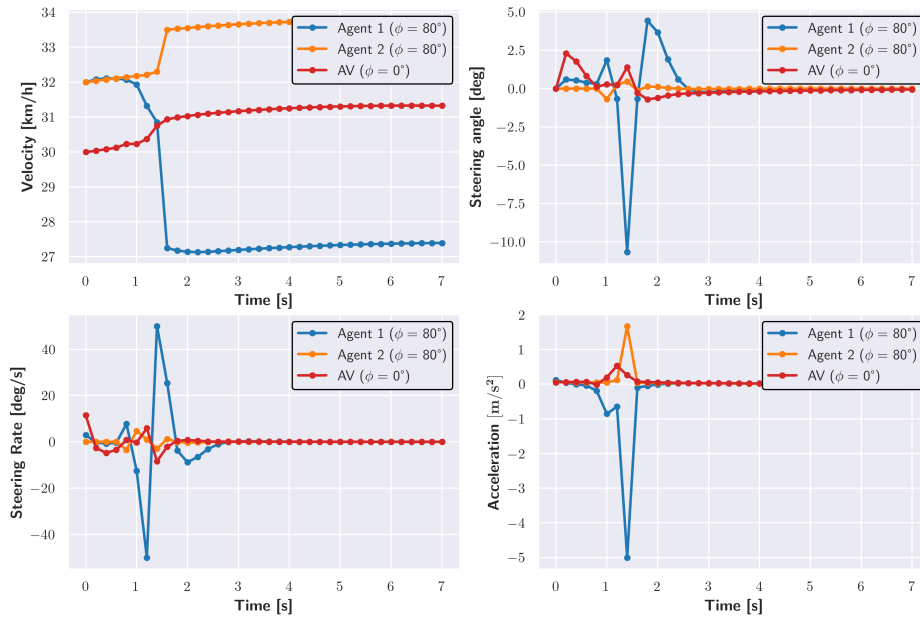 34
33
32
31
30
29
28
27
Velocity [km/h]
0 1 2 3 4 5 6 7
Time [s]
Agent 1 (ϕ = 80°)
Agent 2 (ϕ = 80°)
AV (ϕ = 0°)
5.0
2.5
0.0
−2.5
−5.0
−7.5
−10.0
Steering angle [deg]
0 1 2 3 4 5 6 7
Time [s]
Agent 1 (ϕ = 80°)
Agent 2 (ϕ = 80°)
AV (ϕ = 0°)
40
20
0
−20
−40
Steering Rate [deg/s]
0 1 2 3 4 5 6 7
Time [s]
Agent 1 (ϕ = 80°)
Agent 2 (ϕ = 80°)
AV (ϕ = 0°)
2
1
0
−1
−2
−3
−4
−5
Acceleration [m/s²]
0 1 2 3 4 5 6 7
Time [s]
Agent 1 (ϕ = 80°)
Agent 2 (ϕ = 80°)
AV (ϕ = 0°)